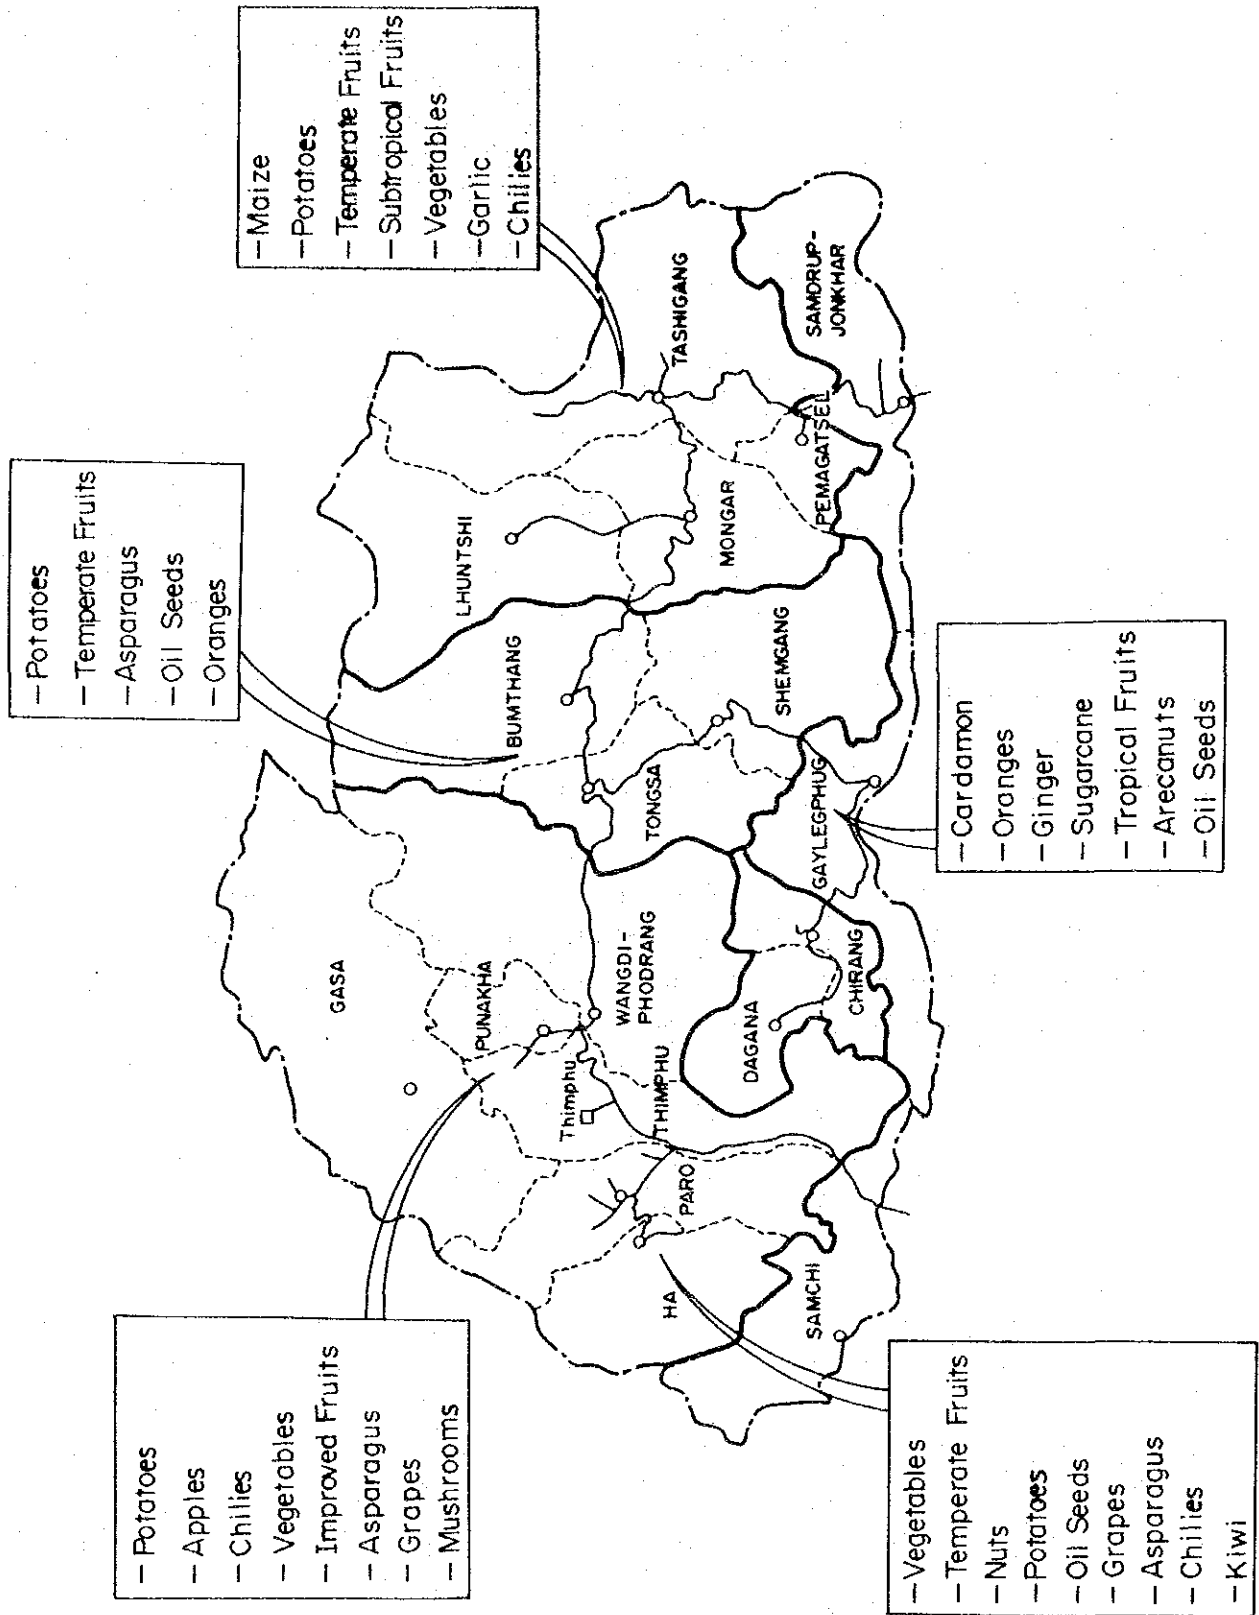 - Potatoes
- Apples
- Chilies
- Vegetables
- Improved Fruits
- Asparagus
- Grapes
- Mushrooms
- Potatoes
- Temperate Fruits
- Asparagus
- Oil Seeds
- Oranges
- Maize
- Potatoes
- Temperate Fruits
- Subtropical Fruits
- Vegetables
- Garlic
- Chilies
GASA
PUNAKHA
Thimphu
THIMPHU
WANGDI-
PHODRANG
PARO
HA
SAMCHI
DAGANA
CHIRANG
GAYLEGPHUG
TONGSA
BUMTHANG
SHEMGANG
LHUNTSHI
MONGAR
TASHIGANG
PEMAGATSEL
SAMDRUP-
JONKHAR
- Vegetables
- Temperate Fruits
- Nuts
- Potatoes
- Oil Seeds
- Grapes
- Asparagus
- Chilies
- Kiwi
- Cardamon
- Oranges
- Ginger
- Sugarcane
- Tropical Fruits
- Arecanuts
- Oil Seeds